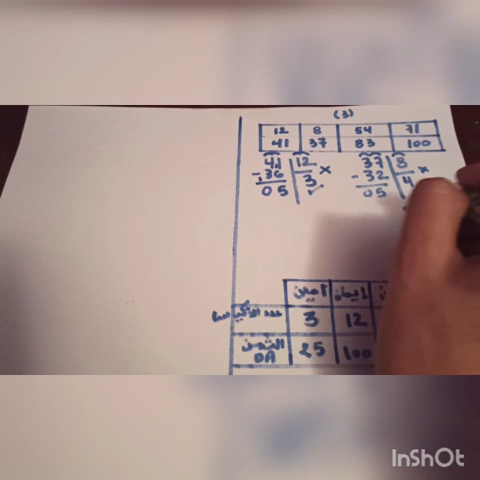 (3)
12 8 54 71
41 37 83 100
41 12 37 8
- 36 3 x - 32 4 x
05 05
أمين إيمان
عدد الأكياس 3 12
الثمن 25 100
DA
InShOt